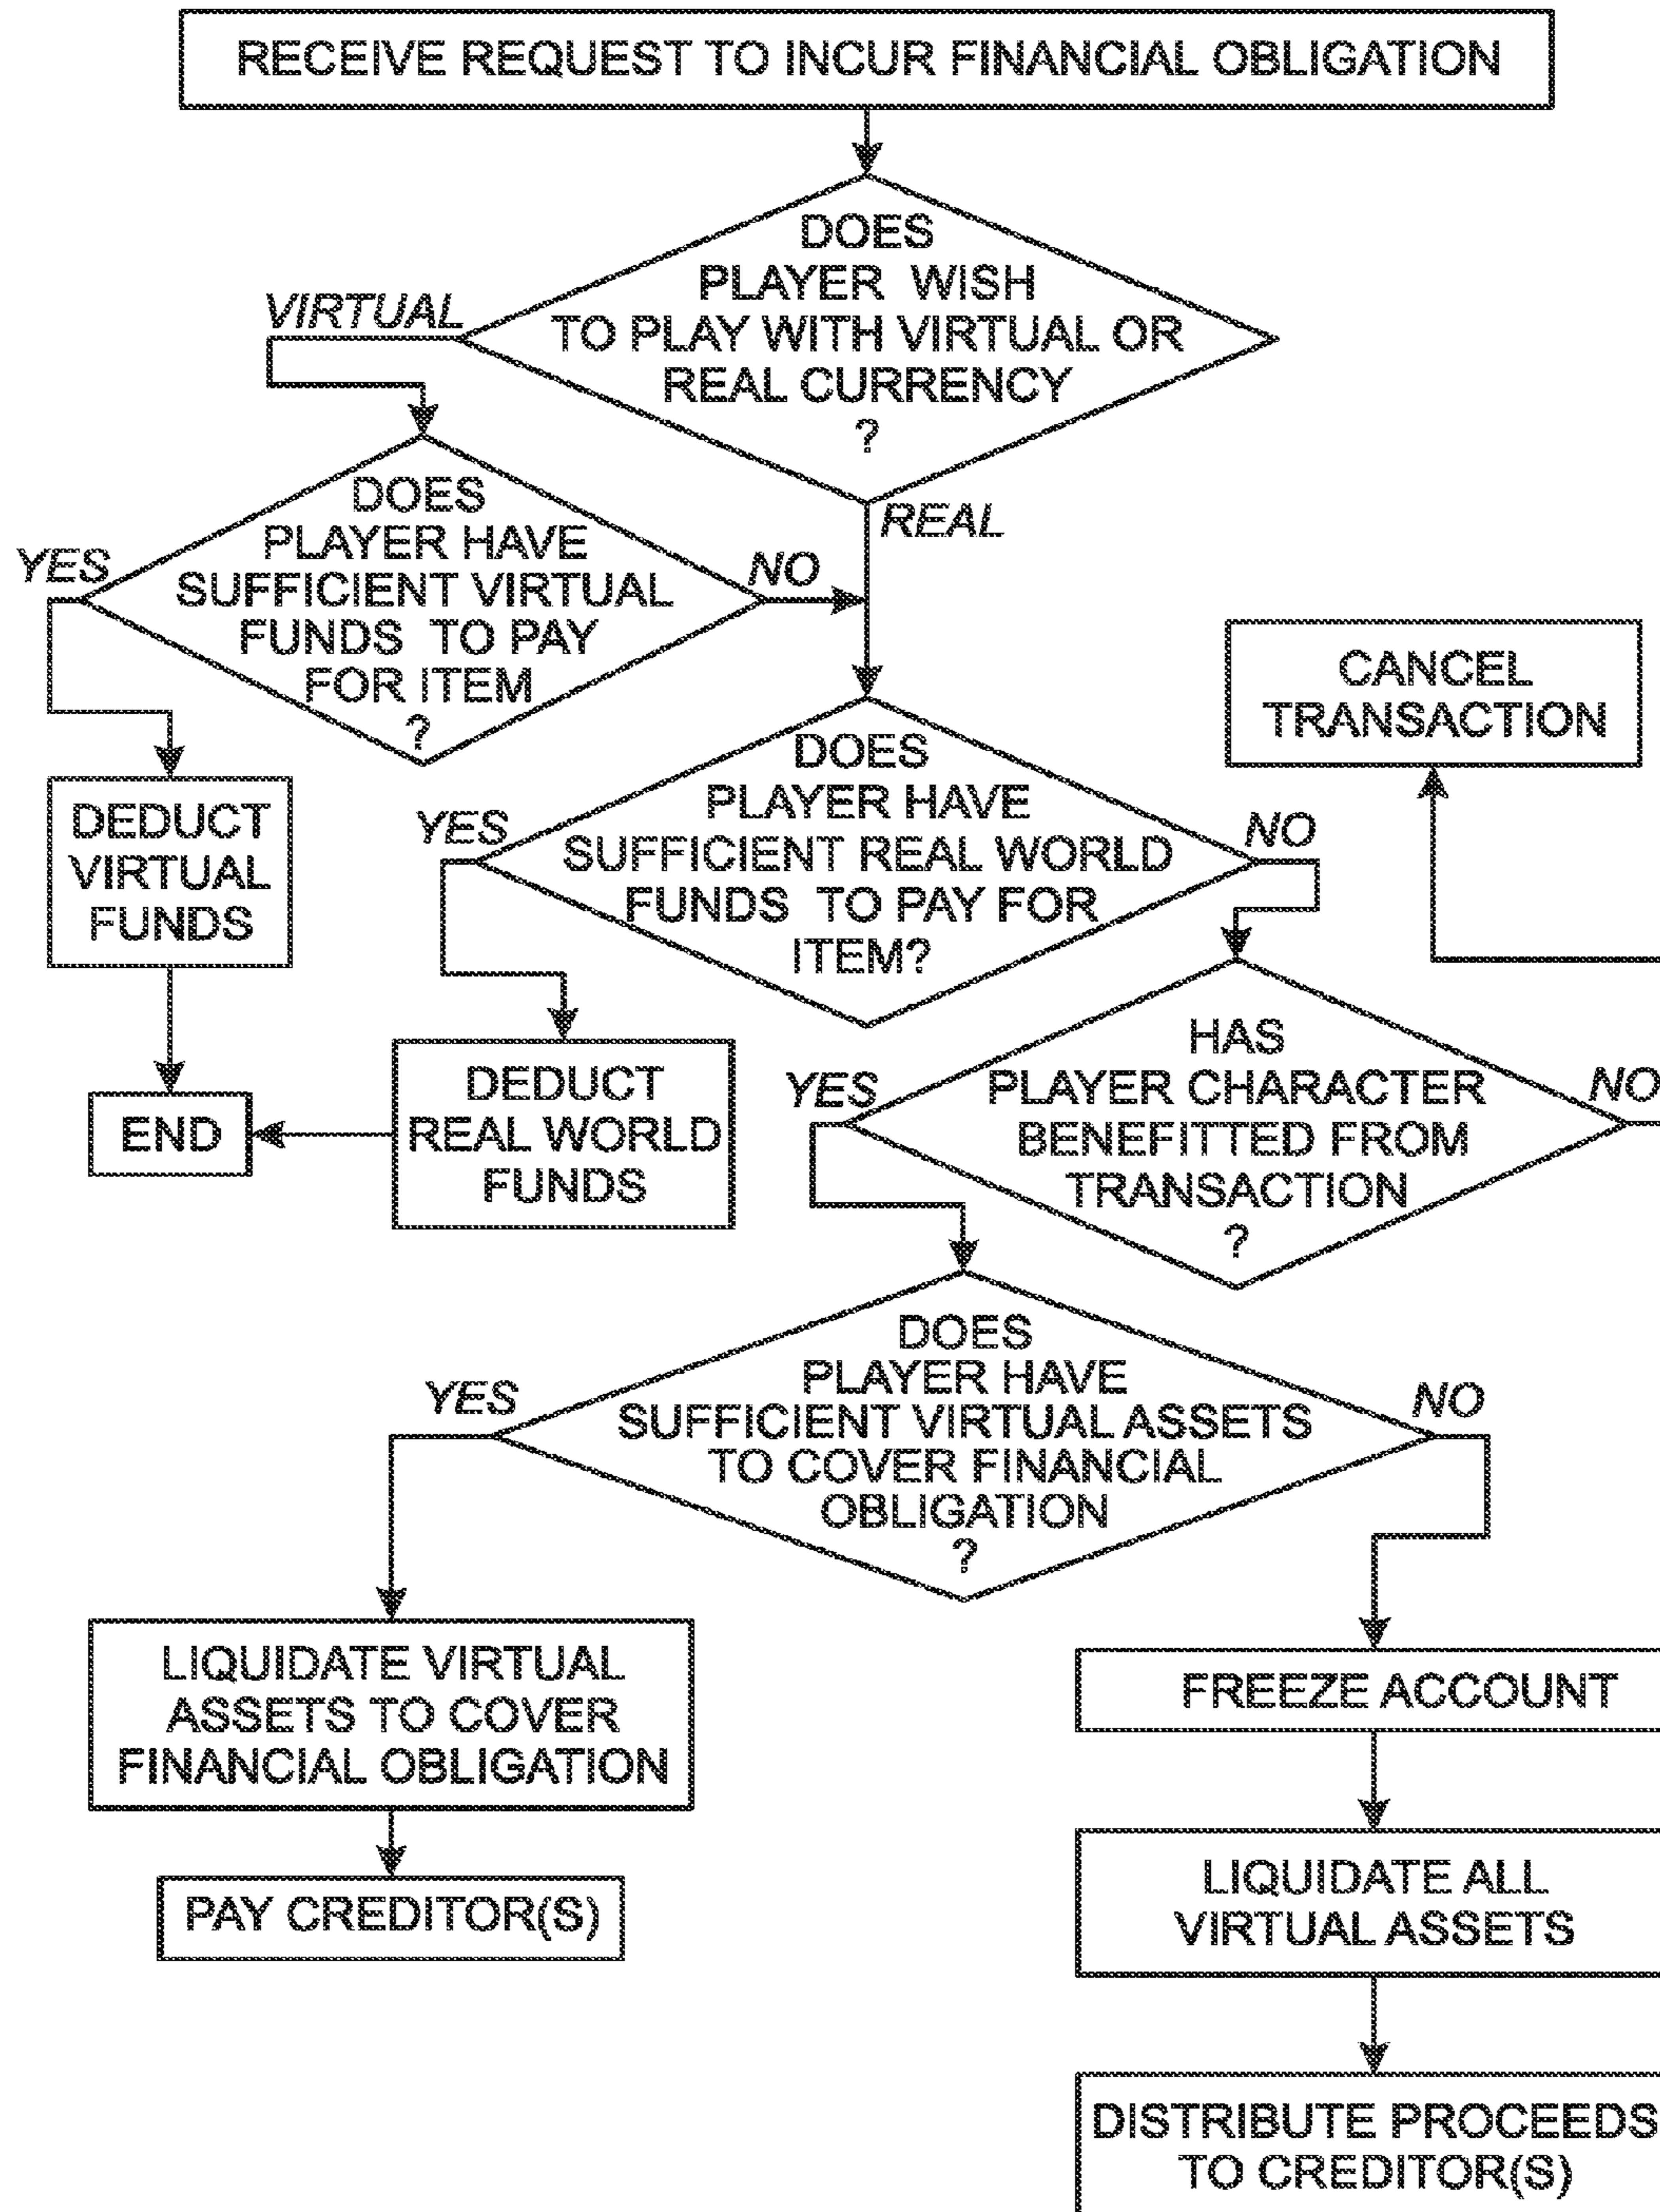 RECEIVE REQUEST TO INCUR FINANCIAL OBLIGATION
DOES
PLAYER WISH
TO PLAY WITH VIRTUAL OR
REAL CURRENCY
?
VIRTUAL
REAL
DOES
PLAYER HAVE
SUFFICIENT VIRTUAL
FUNDS TO PAY
FOR ITEM
?
YES
NO
CANCEL
TRANSACTION
DEDUCT
VIRTUAL
FUNDS
DOES
PLAYER HAVE
SUFFICIENT REAL WORLD
FUNDS TO PAY FOR
ITEM?
YES
NO
END
DEDUCT
REAL WORLD
FUNDS
HAS
PLAYER CHARACTER
BENEFITTED FROM
TRANSACTION
?
YES
NO
DOES
PLAYER HAVE
SUFFICIENT VIRTUAL ASSETS
TO COVER FINANCIAL
OBLIGATION
?
YES
NO
LIQUIDATE VIRTUAL
ASSETS TO COVER
FINANCIAL OBLIGATION
PAY CREDITOR(S)
FREEZE ACCOUNT
LIQUIDATE ALL
VIRTUAL ASSETS
DISTRIBUTE PROCEEDS
TO CREDITOR(S)